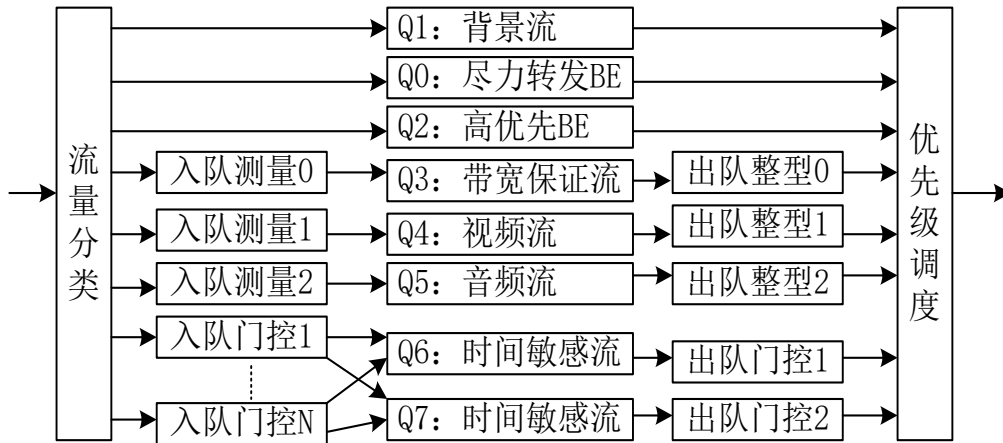 流量分类
Q1：背景流
Q0：尽力转发BE
Q2：高优先BE
入队测量0
Q3：带宽保证流
出队整型0
入队测量1
Q4：视频流
出队整型1
入队测量2
Q5：音频流
出队整型2
入队门控1
Q6：时间敏感流
出队门控1
入队门控N
Q7：时间敏感流
出队门控2
优先级调度